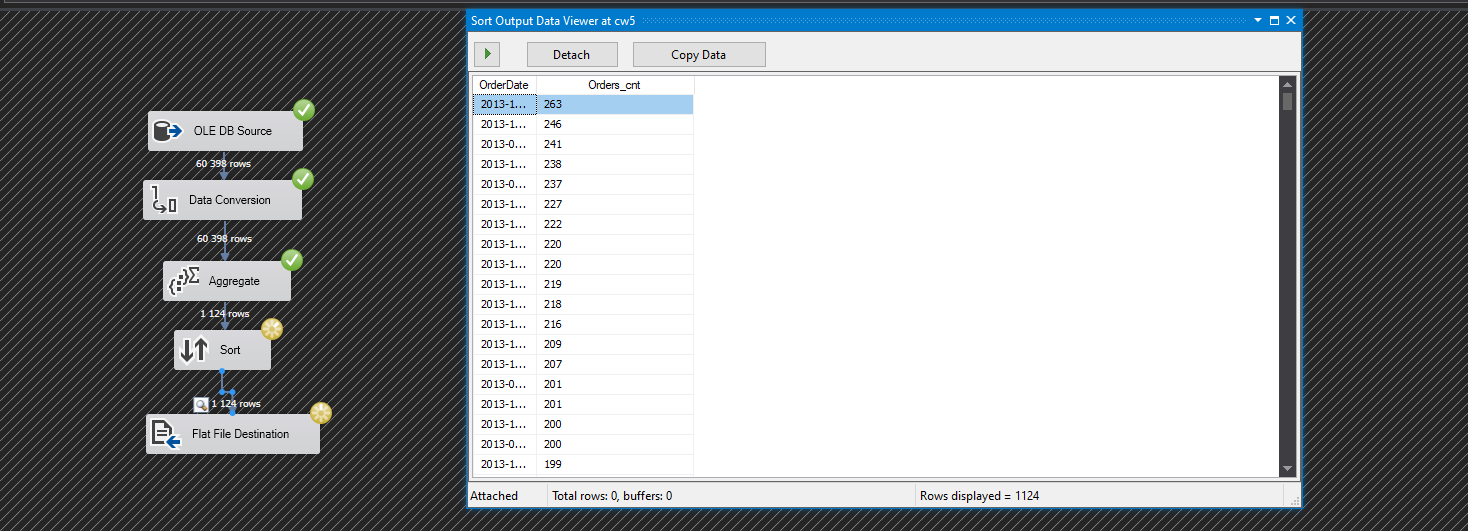 Sort Output Data Viewer at cw5
Detach
Copy Data
OrderDate Orders_cnt
2013-1... 263
2013-1... 246
2013-0... 241
2013-1... 238
2013-0... 237
2013-1... 227
2013-1... 222
2013-1... 220
2013-1... 220
2013-1... 219
2013-1... 218
2013-1... 216
2013-1... 209
2013-1... 207
2013-0... 201
2013-1... 201
2013-1... 200
2013-0... 200
2013-1... 199
Attached Total rows: 0, buffers: 0 Rows displayed = 1124
OLE DB Source
60 398 rows
Data Conversion
60 398 rows
Aggregate
1 124 rows
Sort
1 124 rows
Flat File Destination